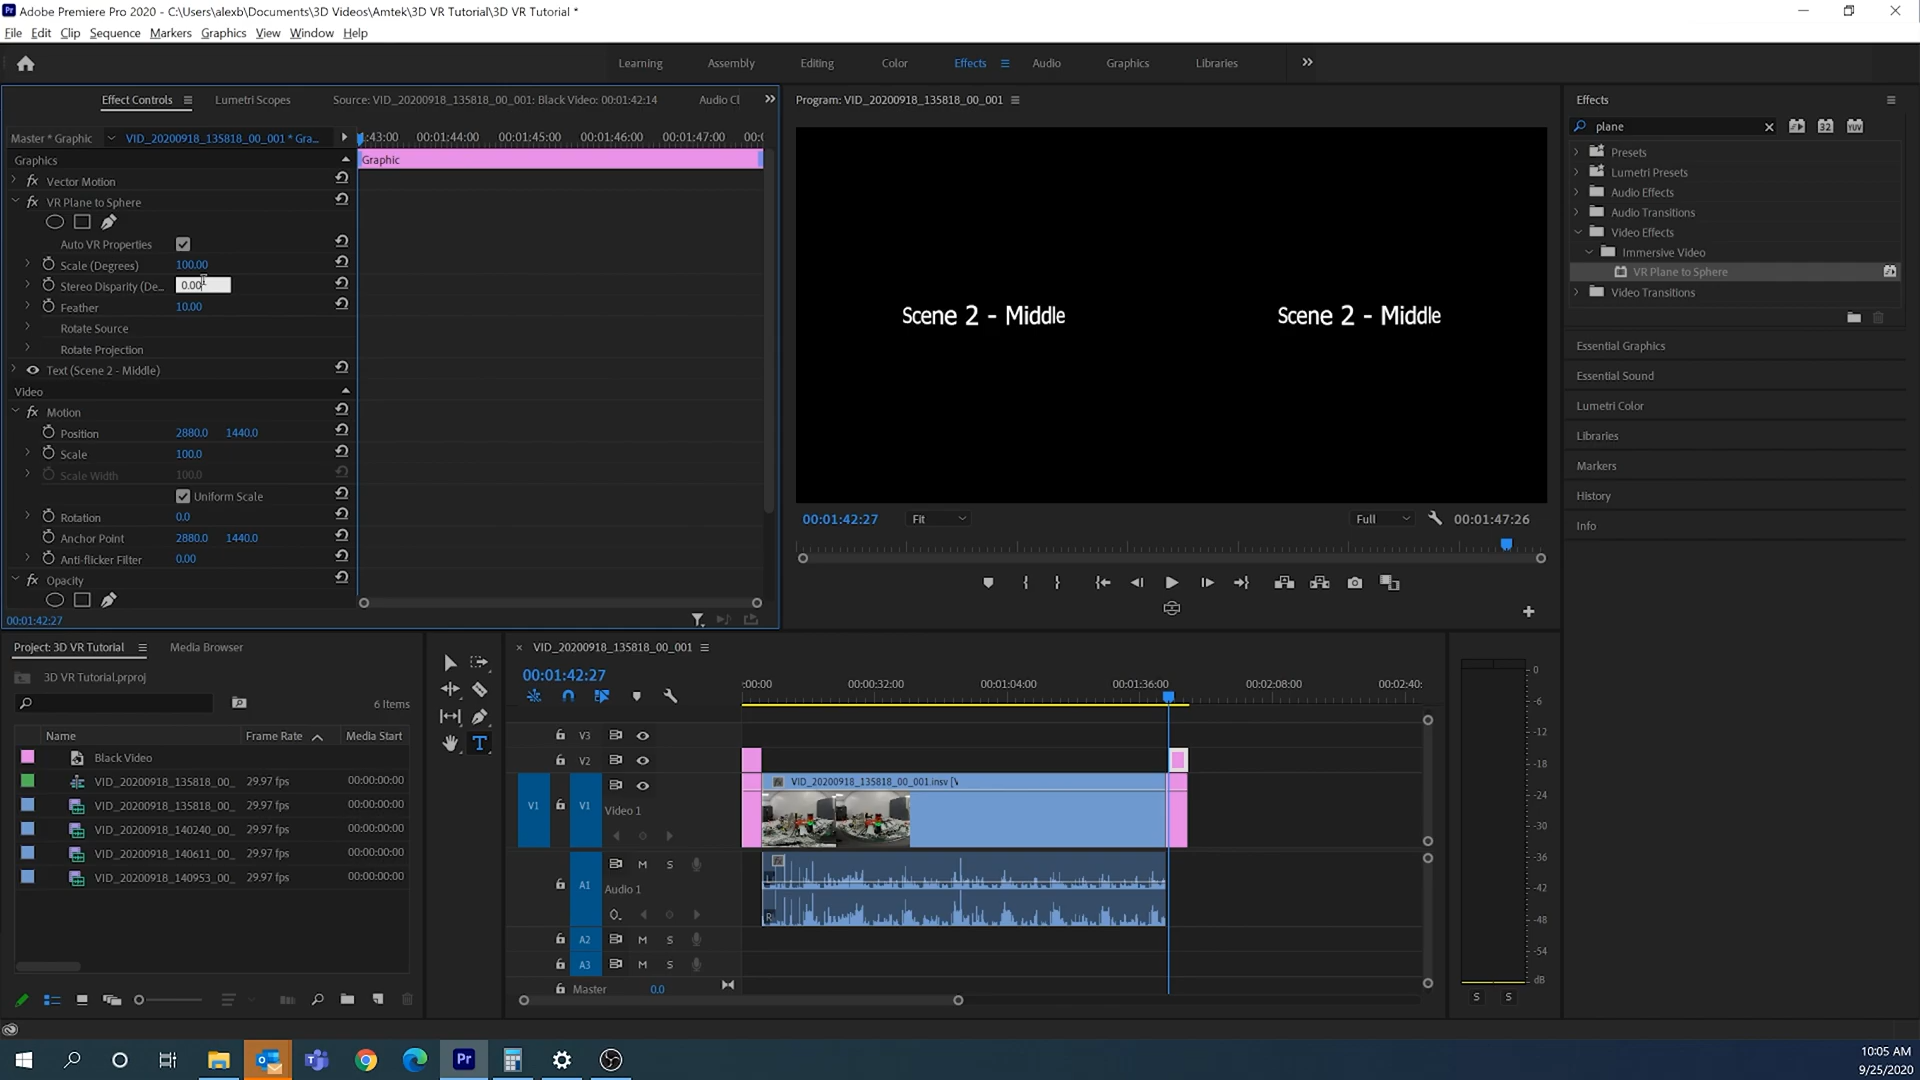 Adobe Premiere Pro 2020 - C:\Users\alexb\Documents\3D Videos\Amtek\3D VR Tutorial\3D VR Tutorial *
File Edit Clip Sequence Markers Graphics View Window Help
Learning Assembly Editing Color Effects Audio Graphics Libraries
Effect Controls Lumetri Scopes Source: VID_20200918_135818_00_001: Black Video: 00:01:42:14 Audio Cl
Master * Graphic VID_20200918_135818_00_001 * Gra...
:43:00 00:01:44:00 00:01:45:00 00:01:46:00 00:01:47:00 00:(
Graphics
Graphic
Vector Motion
VR Plane to Sphere
Auto VR Properties
Scale (Degrees) 100.00
Stereo Disparity (De... 0.00
Feather 10.00
Rotate Source
Rotate Projection
Text (Scene 2 - Middle)
Video
Motion
Position 2880.0 1440.0
Scale 100.0
Scale Width 100.0
Uniform Scale
Rotation 0.0
Anchor Point 2880.0 1440.0
Anti-flicker Filter 0.00
Opacity
00:01:42:27
Program: VID_20200918_135818_00_001
Scene 2 - Middle Scene 2 - Middle
00:01:42:27 Fit Full 00:01:47:26
Effects
plane
32 YUV
Presets
Lumetri Presets
Audio Effects
Audio Transitions
Video Effects
Immersive Video
VR Plane to Sphere
Video Transitions
Essential Graphics
Essential Sound
Lumetri Color
Libraries
Markers
History
Info
Project: 3D VR Tutorial Media Browser
3D VR Tutorial.prproj
6 Items
Name Frame Rate Media Start
Black Video
VID_20200918_135818_00_ 29.97 fps 00:00:00:00
VID_20200918_135818_00_ 29.97 fps 00:00:00:00
VID_20200918_140240_00_ 29.97 fps 00:00:00:00
VID_20200918_140611_00_ 29.97 fps 00:00:00:00
VID_20200918_140953_00_ 29.97 fps 00:00:00:00
VID_20200918_135818_00_001
00:01:42:27
:00:00 00:00:32:00 00:01:04:00 00:01:36:00 00:02:08:00 00:02:40:
V3
V2
V1 V1 Video 1
VID_20200918_135818_00_001.insv [V
A1 M S
Audio 1
L
R
A2 M S
A3 M S
Master 0.0
0
-6
-12
-18
-24
-30
-36
-42
-48
-54
dB
S S
Pr
10:05 AM
9/25/2020